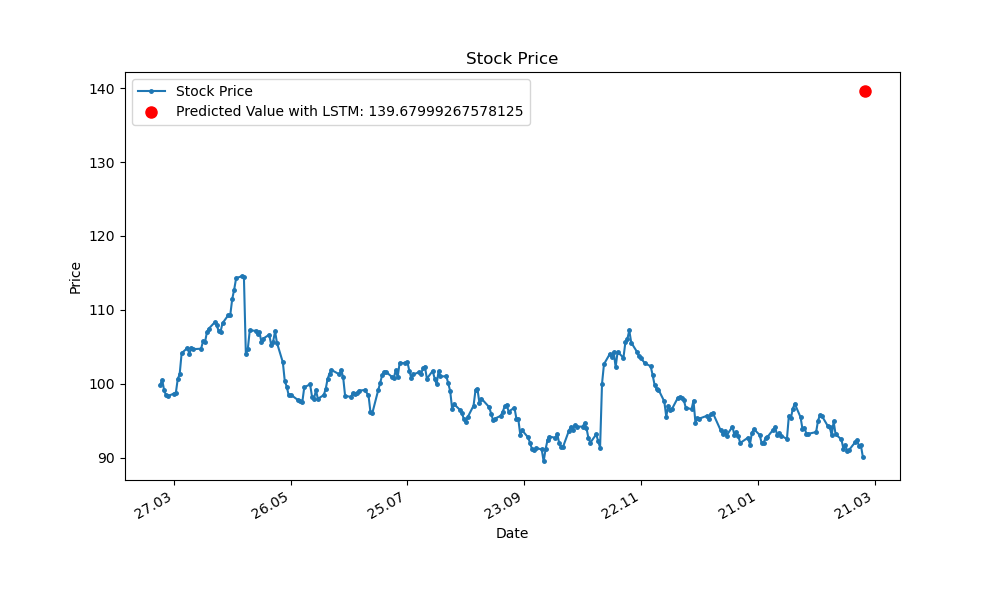 Stock Price
Stock Price
Predicted Value with LSTM: 139.67999267578125
140
130
120
110
100
90
Price
27.03
26.05
25.07
23.09
22.11
21.01
21.03
Date